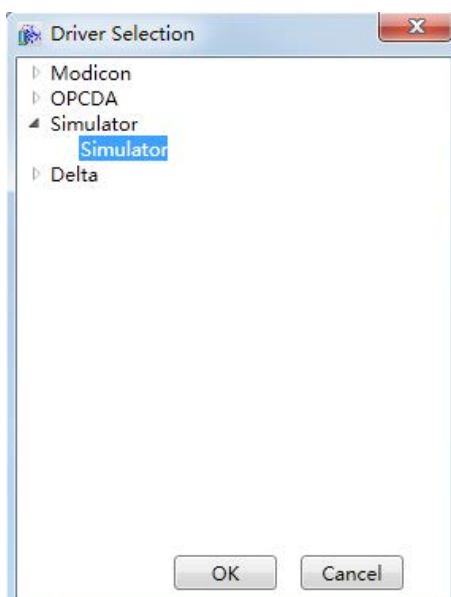 Driver Selection
Modicon
OPCDA
Simulator
Simulator
Delta
OK
Cancel